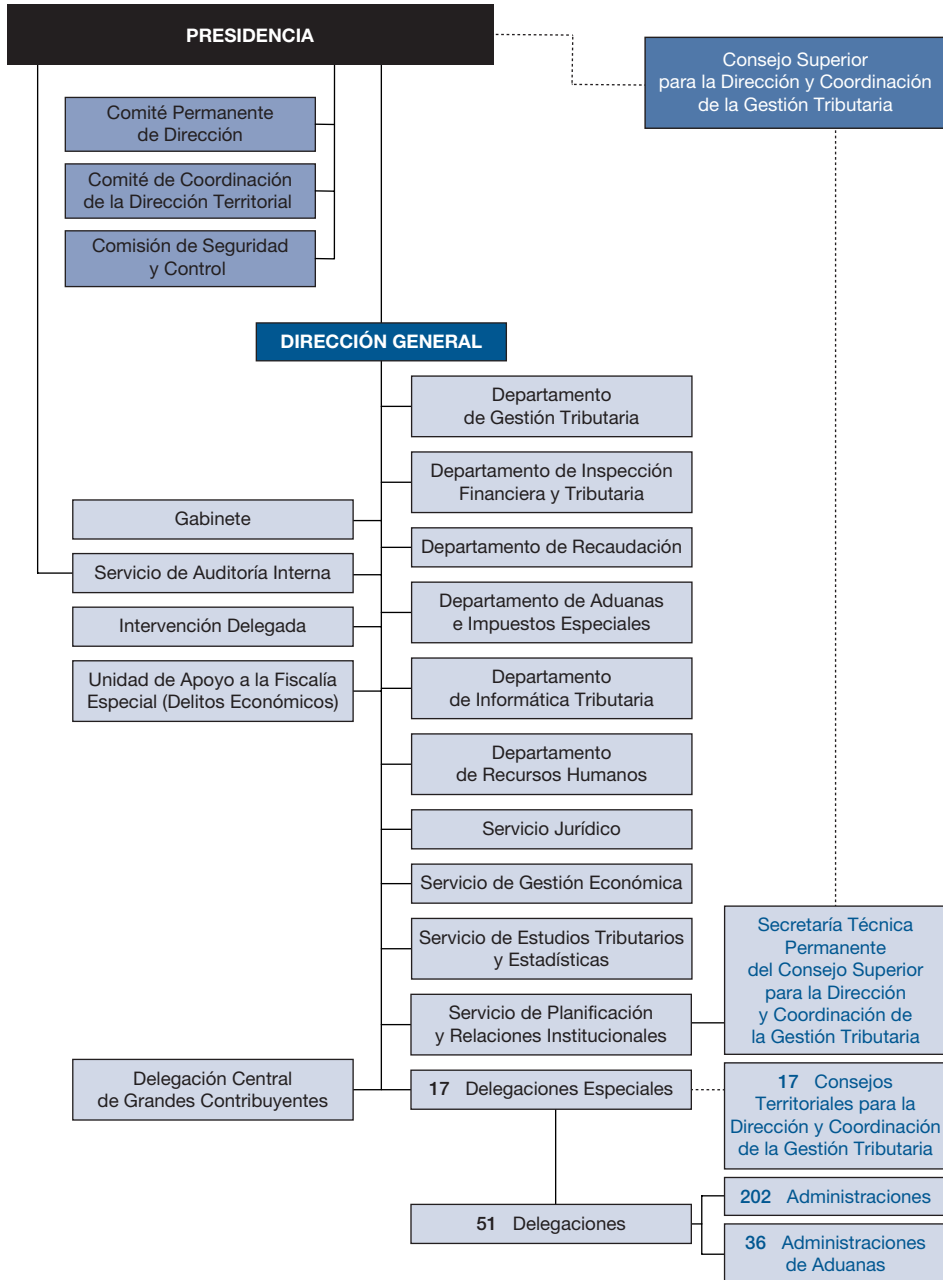 PRESIDENCIA
Consejo Superior
para la Dirección y Coordinación
de la Gestión Tributaria
Comité Permanente
de Dirección
Comité de Coordinación
de la Dirección Territorial
Comisión de Seguridad
y Control
DIRECCIÓN GENERAL
Departamento
de Gestión Tributaria
Departamento de Inspección
Financiera y Tributaria
Gabinete
Departamento de Recaudación
Servicio de Auditoría Interna
Departamento de Aduanas
e Impuestos Especiales
Intervención Delegada
Unidad de Apoyo a la Fiscalía
Especial (Delitos Económicos)
Departamento
de Informática Tributaria
Departamento
de Recursos Humanos
Servicio Jurídico
Servicio de Gestión Económica
Servicio de Estudios Tributarios
y Estadísticas
Secretaría Técnica
Permanente
del Consejo Superior
para la Dirección
y Coordinación de
la Gestión Tributaria
Servicio de Planificación
y Relaciones Institucionales
Delegación Central
de Grandes Contribuyentes
17 Delegaciones Especiales
17 Consejos
Territoriales para la
Dirección y Coordinación
de la Gestión Tributaria
51 Delegaciones
202 Administraciones
36 Administraciones
de Aduanas